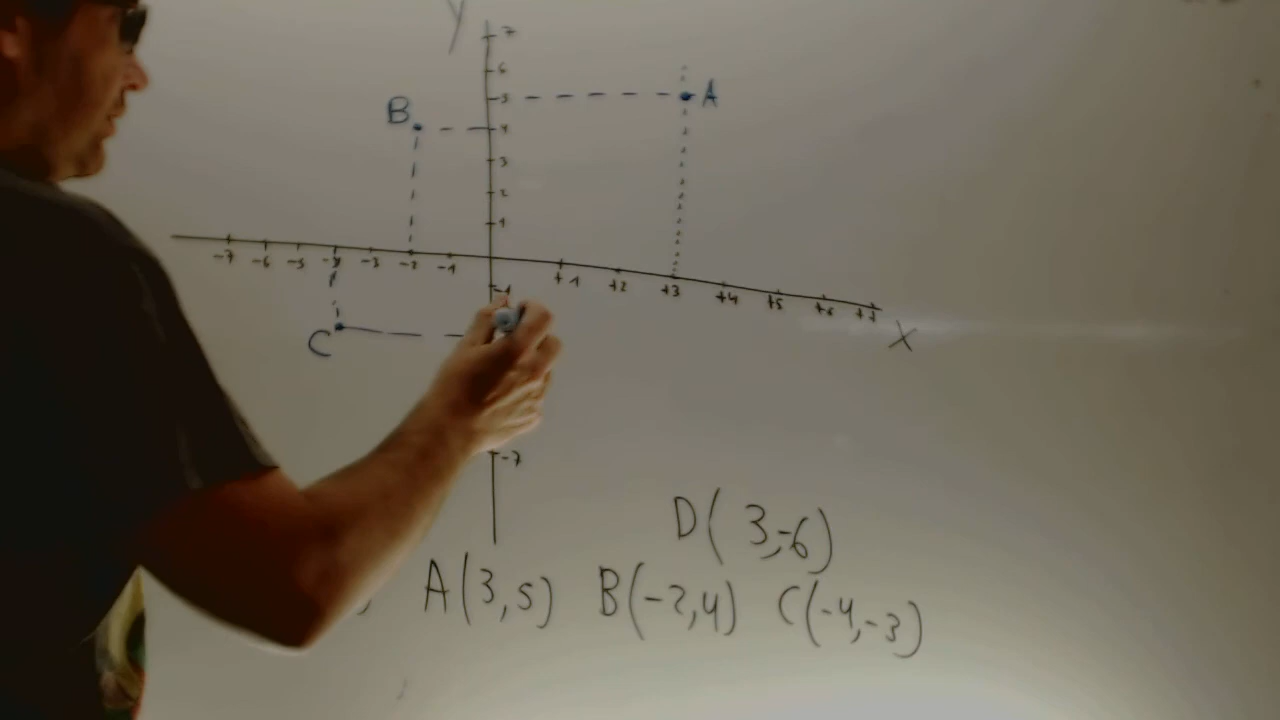 y
7
6
B 5 A
4
3
2
1
-7 -6 -5 -4 -3 -2 -1 +1 +2 +3 +4 +5 +6 +7
-1
C X
-7
D(3,-6)
A(3,5) B(-2,4) C(-4,-3)